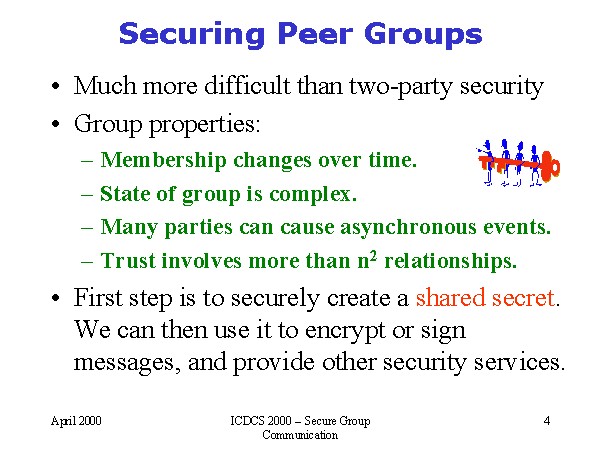 Securing Peer Groups
• Much more difficult than two-party security
• Group properties:
– Membership changes over time.
– State of group is complex.
– Many parties can cause asynchronous events.
– Trust involves more than n² relationships.
• First step is to securely create a shared secret.
We can then use it to encrypt or sign
messages, and provide other security services.
April 2000
ICDCS 2000 – Secure Group
Communication
4